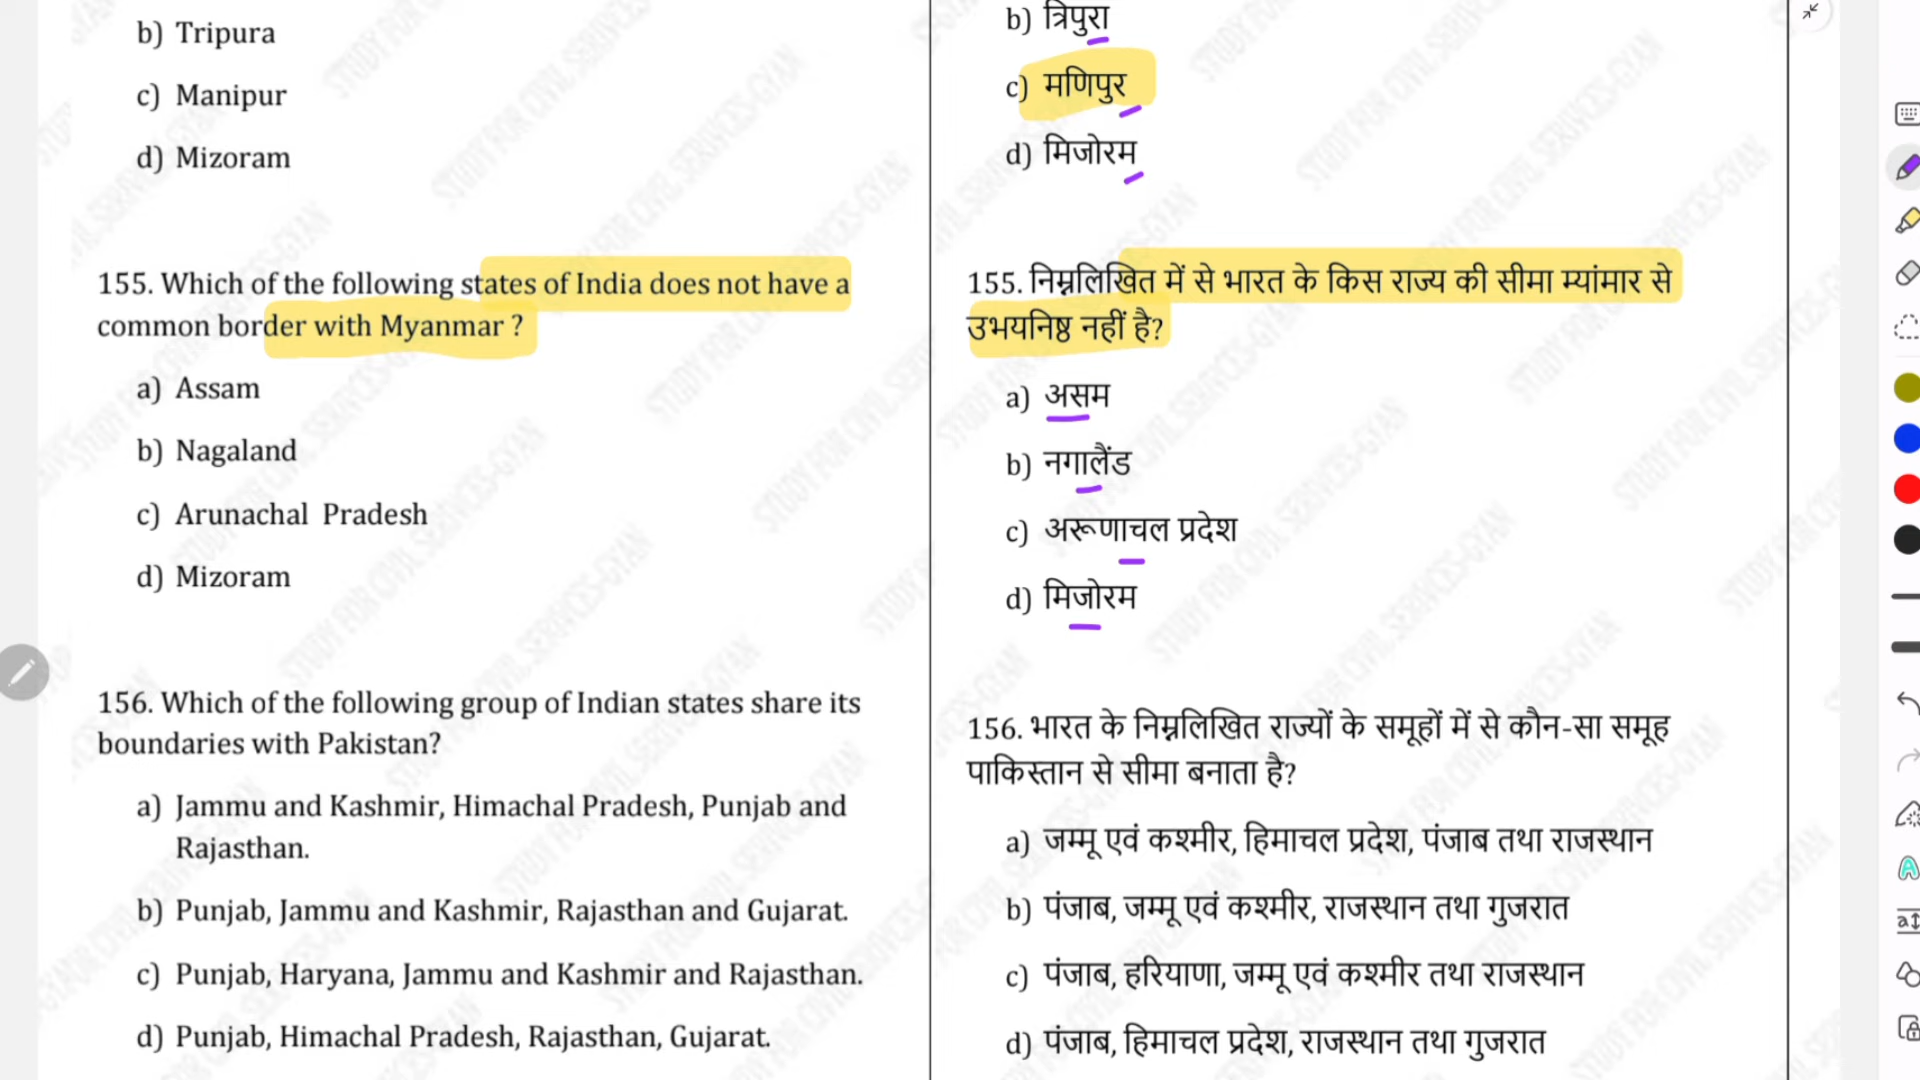 b) Tripura
c) Manipur
d) Mizoram
155. Which of the following states of India does not have a
common border with Myanmar ?
a) Assam
b) Nagaland
c) Arunachal Pradesh
d) Mizoram
156. Which of the following group of Indian states share its
boundaries with Pakistan?
a) Jammu and Kashmir, Himachal Pradesh, Punjab and
Rajasthan.
b) Punjab, Jammu and Kashmir, Rajasthan and Gujarat.
c) Punjab, Haryana, Jammu and Kashmir and Rajasthan.
d) Punjab, Himachal Pradesh, Rajasthan, Gujarat.
b) त्रिपुरा
c) मणिपुर
d) मिजोरम
155. निम्नलिखित में से भारत के किस राज्य की सीमा म्यांमार से
उभयनिष्ठ नहीं है?
a) असम
b) नगालैंड
c) अरूणाचल प्रदेश
d) मिजोरम
156. भारत के निम्नलिखित राज्यों के समूहों में से कौन-सा समूह
पाकिस्तान से सीमा बनाता है?
a) जम्मू एवं कश्मीर, हिमाचल प्रदेश, पंजाब तथा राजस्थान
b) पंजाब, जम्मू एवं कश्मीर, राजस्थान तथा गुजरात
c) पंजाब, हरियाणा, जम्मू एवं कश्मीर तथा राजस्थान
d) पंजाब, हिमाचल प्रदेश, राजस्थान तथा गुजरात
STUDY FOR CIVIL SERVICES-GYAN